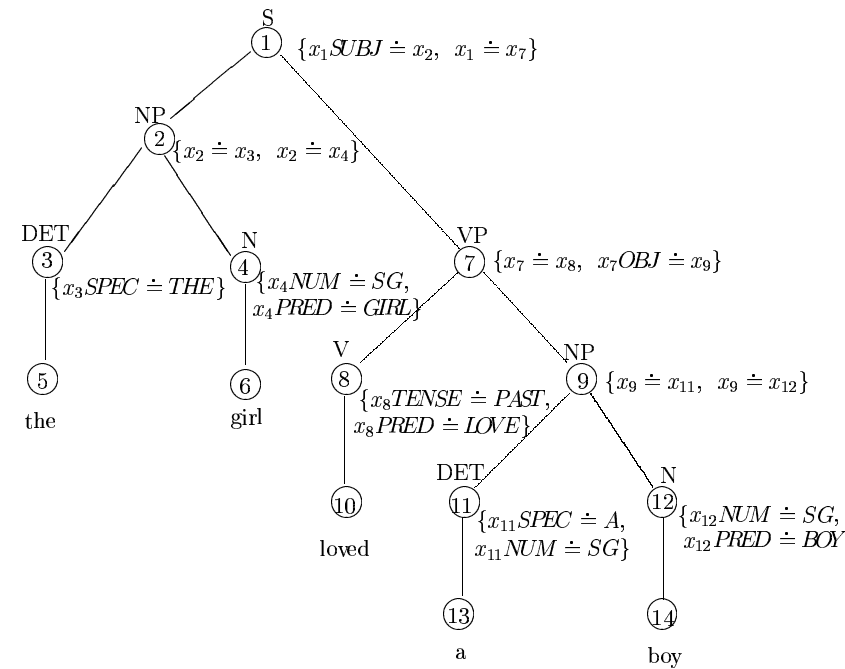 S
1 {x₁SUBJ ≐ x₂, x₁ ≐ x₇}
NP
2 {x₂ ≐ x₃, x₂ ≐ x₄}
DET N VP
3 4 7 {x₇ ≐ x₈, x₇OBJ ≐ x₉}
{x₃SPEC ≐ THE} {x₄NUM ≐ SG,
x₄PRED ≐ GIRL}
V NP
5 6 8 9 {x₉ ≐ x₁₁, x₉ ≐ x₁₂}
the girl {x₈TENSE ≐ PAST,
x₈PRED ≐ LOVE}
DET N
10 11 12
{x₁₁SPEC ≐ A, {x₁₂NUM ≐ SG,
x₁₁NUM ≐ SG} x₁₂PRED ≐ BOY
loved
13 14
a boy